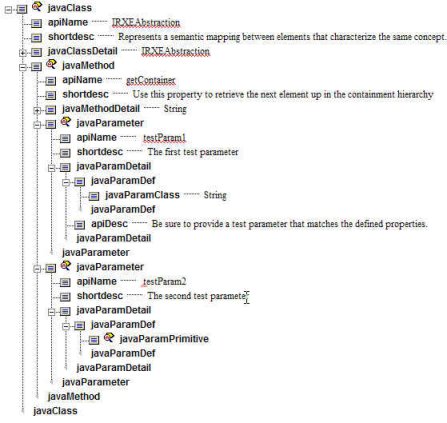 javaClass
apiName IRXEAbstraction
shortdesc Represents a semantic mapping between elements that characterize the same concept.
javaClassDetail IRXEAbstraction
javaMethod
apiName getContainer
shortdesc Use this property to retrieve the next element up in the containment hierarchy
javaMethodDetail String
javaParameter
apiName testParam1
shortdesc The first test parameter
javaParamDetail
javaParamDef
javaParamClass String
javaParamDef
apiDesc Be sure to provide a test parameter that matches the defined properties.
javaParamDetail
javaParameter
javaParameter
apiName testParam2
shortdesc The second test parameter
javaParamDetail
javaParamDef
javaParamPrimitive
javaParamDef
javaParamDetail
javaParameter
javaMethod
javaClass